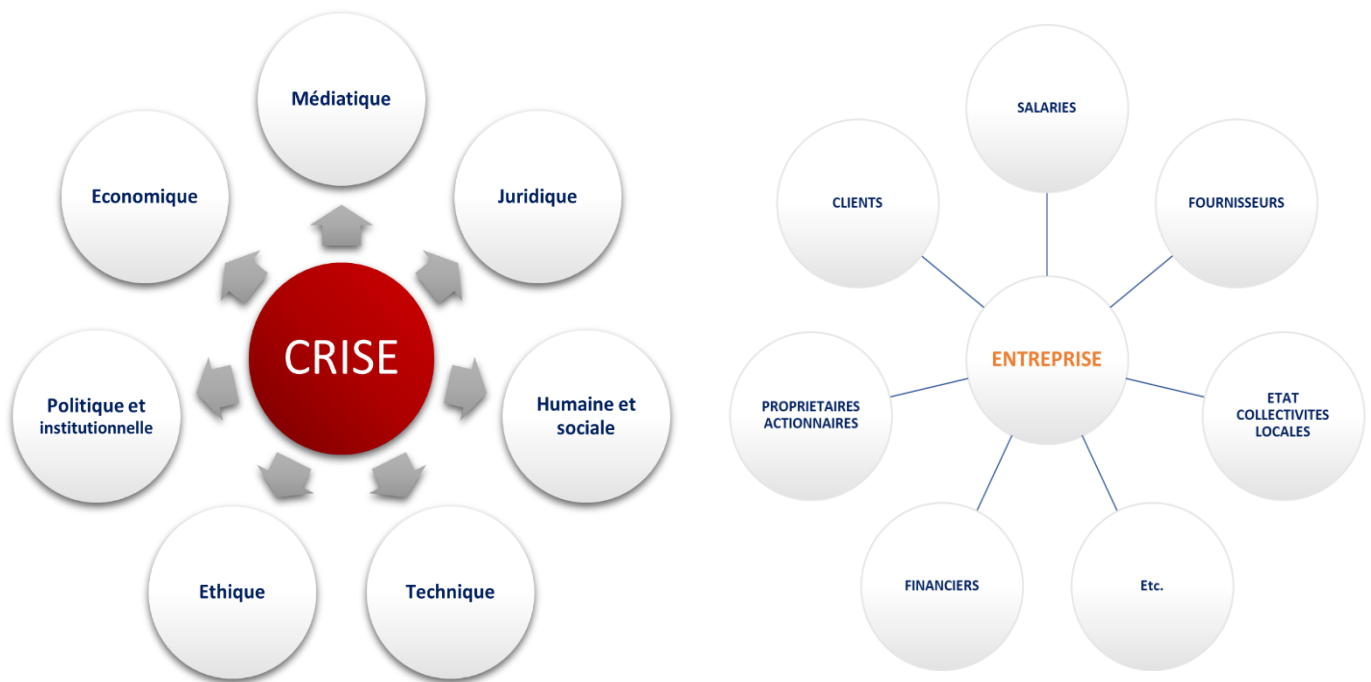 Médiatique
Economique
Juridique
CRISE
Politique et
institutionnelle
Humaine et
sociale
Ethique
Technique
SALARIES
CLIENTS
FOURNISSEURS
ENTREPRISE
PROPRIETAIRES
ACTIONNAIRES
ETAT
COLLECTIVITES
LOCALES
FINANCIERS
Etc.